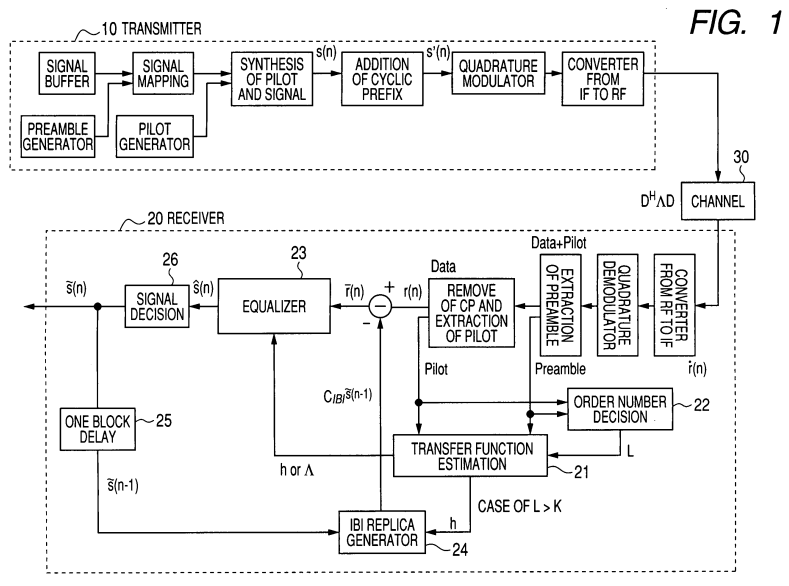 FIG. 1
10 TRANSMITTER
SIGNAL
BUFFER
SIGNAL
MAPPING
SYNTHESIS
OF PILOT
AND SIGNAL
s(n)
ADDITION
OF CYCLIC
PREFIX
s'(n)
QUADRATURE
MODULATOR
CONVERTER
FROM
IF TO RF
PREAMBLE
GENERATOR
PILOT
GENERATOR
30
D^HΛD
CHANNEL
20 RECEIVER
s̃(n)
26
SIGNAL
DECISION
ŝ(n)
23
EQUALIZER
r̃(n)
+
−
−
r(n)
Data
REMOVE
OF CP AND
EXTRACTION
OF PILOT
Data+Pilot
EXTRACTION
OF PREAMBLE
QUADRATURE
DEMODULATOR
CONVERTER
FROM RF TO IF
ṙ(n)
Pilot
Preamble
C_IBI s̃(n-1)
ORDER NUMBER
DECISION
22
ONE BLOCK
DELAY
25
L
TRANSFER FUNCTION
ESTIMATION
21
h or Λ
s̃(n-1)
CASE OF L > K
h
IBI REPLICA
GENERATOR
24